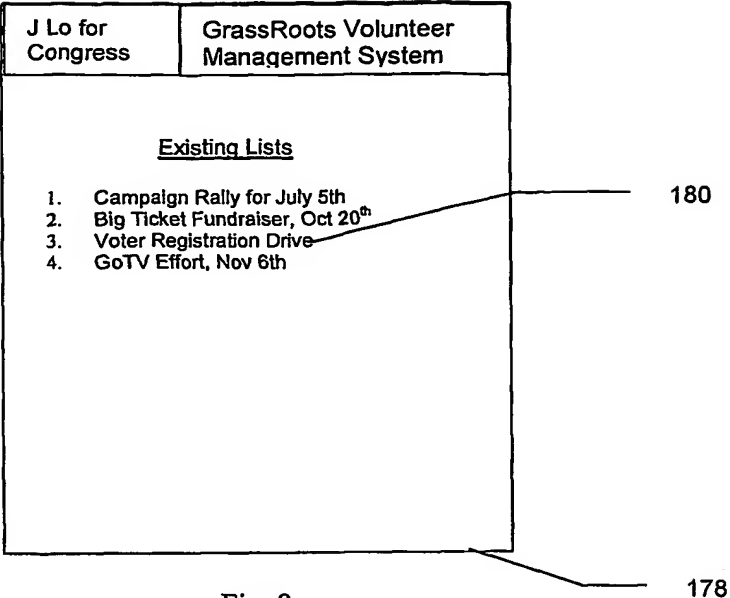 J Lo for
Congress
GrassRoots Volunteer
Management System
Existing Lists
1. Campaign Rally for July 5th
2. Big Ticket Fundraiser, Oct 20th
3. Voter Registration Drive
4. GoTV Effort, Nov 6th
180
178